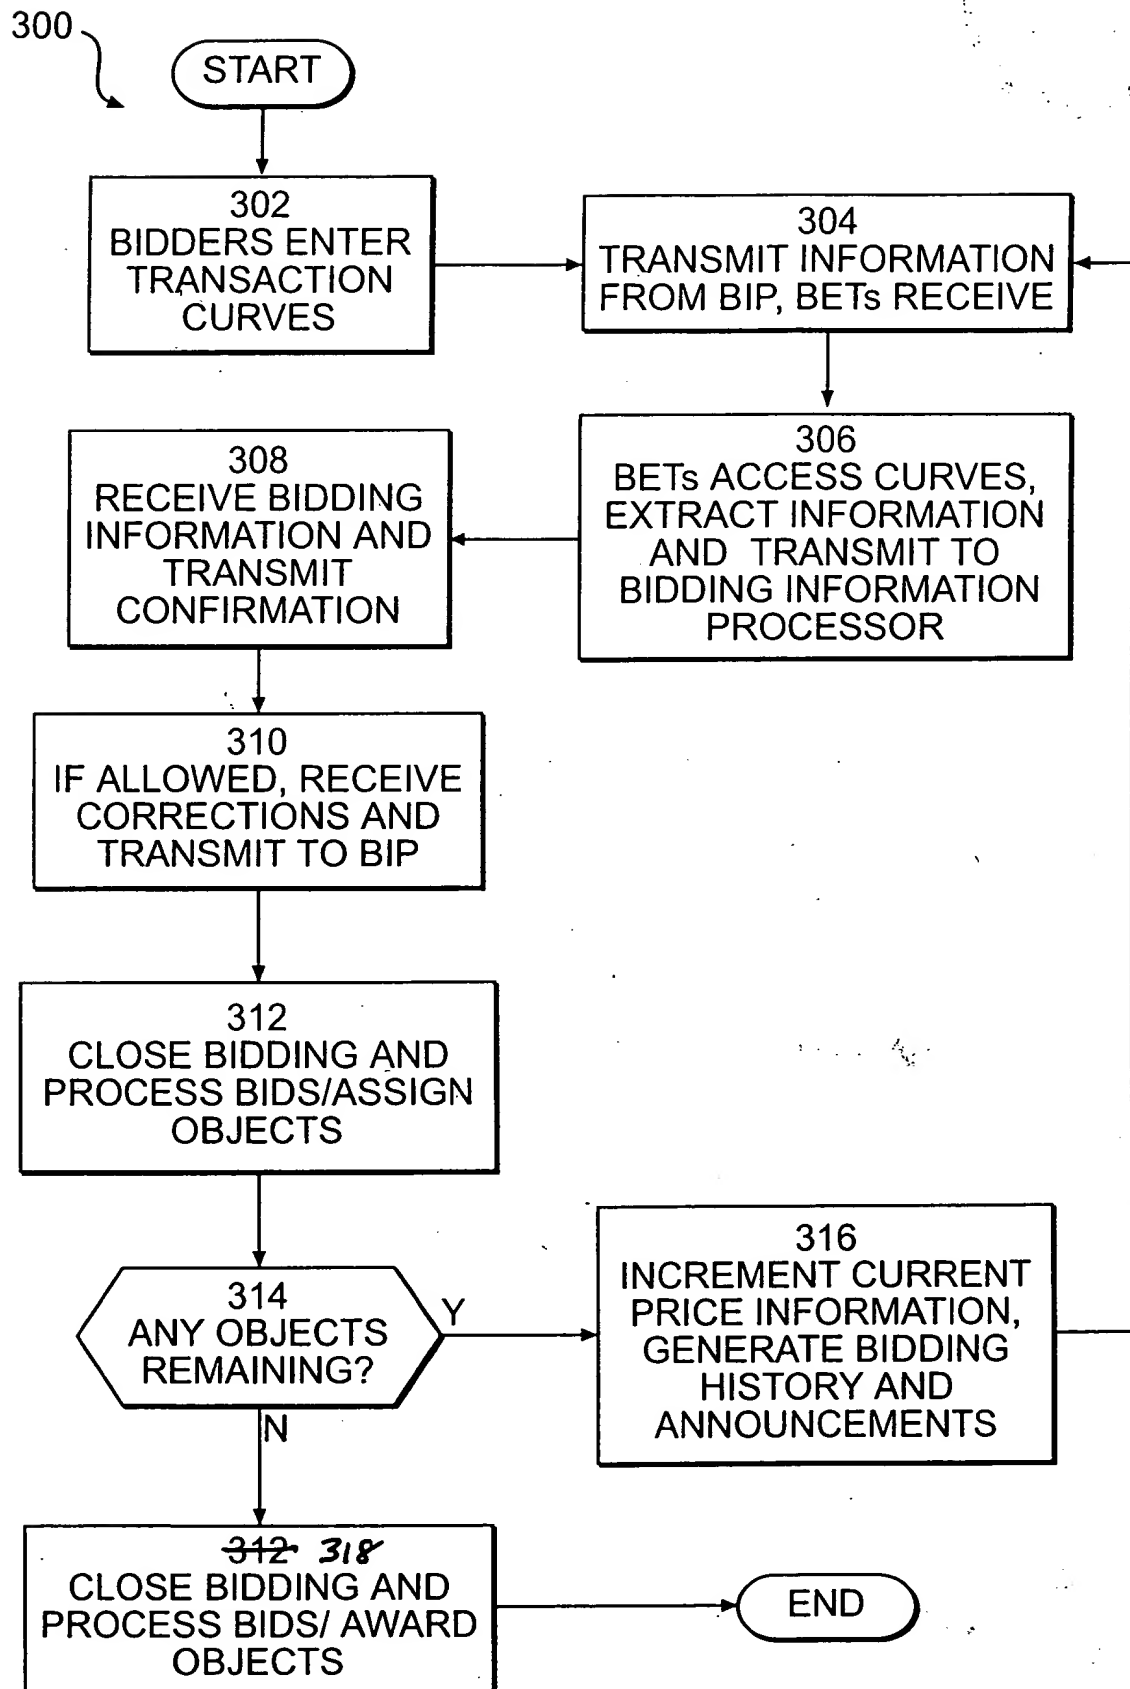 300
START
302
BIDDERS ENTER
TRANSACTION
CURVES
304
TRANSMIT INFORMATION
FROM BIP, BETs RECEIVE
306
BETs ACCESS CURVES,
EXTRACT INFORMATION
AND TRANSMIT TO
BIDDING INFORMATION
PROCESSOR
308
RECEIVE BIDDING
INFORMATION AND
TRANSMIT
CONFIRMATION
310
IF ALLOWED, RECEIVE
CORRECTIONS AND
TRANSMIT TO BIP
312
CLOSE BIDDING AND
PROCESS BIDS/ASSIGN
OBJECTS
314
ANY OBJECTS
REMAINING?
Y
N
316
INCREMENT CURRENT
PRICE INFORMATION,
GENERATE BIDDING
HISTORY AND
ANNOUNCEMENTS
312 318
CLOSE BIDDING AND
PROCESS BIDS/ AWARD
OBJECTS
END